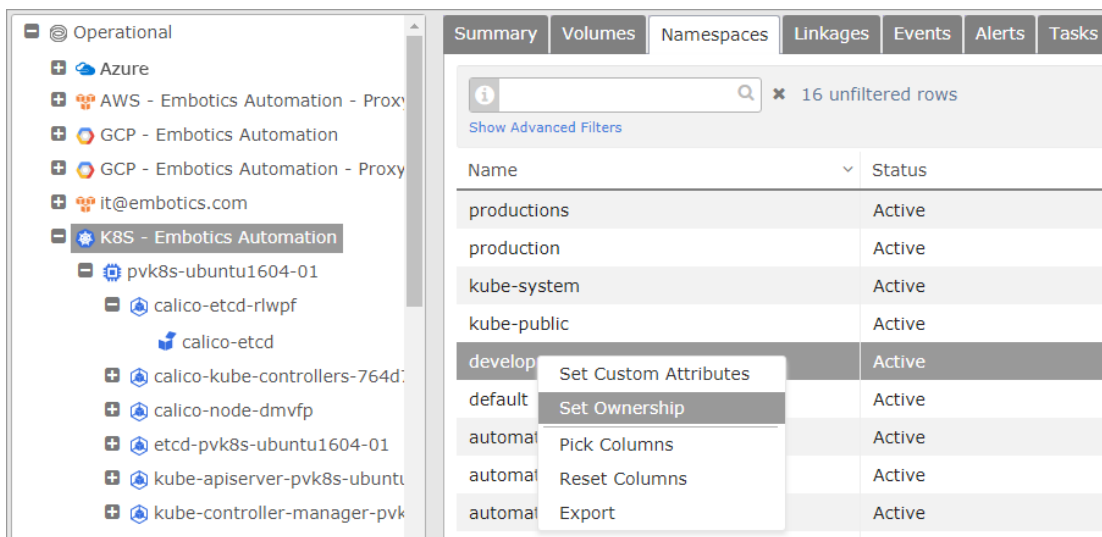 Operational
Azure
AWS - Embotics Automation - Proxy
GCP - Embotics Automation
GCP - Embotics Automation - Proxy
it@embotics.com
K8S - Embotics Automation
pvk8s-ubuntu1604-01
calico-etcd-rlwpf
calico-etcd
calico-kube-controllers-764d7
calico-node-dmvfp
etcd-pvk8s-ubuntu1604-01
kube-apiserver-pvk8s-ubuntu
kube-controller-manager-pvk
Summary Volumes Namespaces Linkages Events Alerts Tasks
16 unfiltered rows
Show Advanced Filters
Name Status
productions Active
production Active
kube-system Active
kube-public Active
develop Active
default Active
automat Active
automat Active
automat Active
Set Custom Attributes
Set Ownership
Pick Columns
Reset Columns
Export